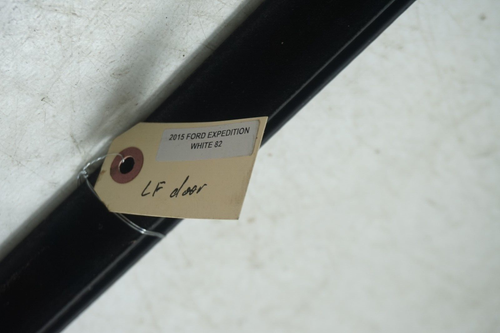 2015 FORD EXPEDITION
WHITE 82
LF door